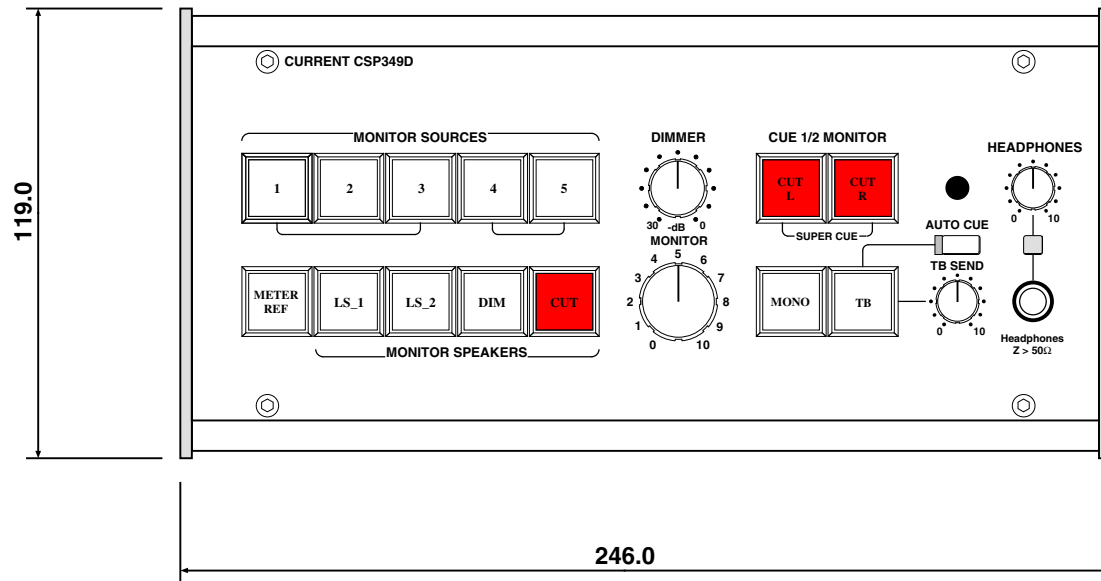 CURRENT CSP349D
MONITOR SOURCES
1
2
3
4
5
DIMMER
30 -dB 0
CUE 1/2 MONITOR
CUT
L
CUT
R
SUPER CUE
HEADPHONES
0 10
AUTO CUE
METER
REF
LS_1
LS_2
DIM
CUT
MONITOR SPEAKERS
MONITOR
0
1
2
3
4
5
6
7
8
9
10
MONO
TB
TB SEND
0 10
Headphones
Z > 50Ω
119.0
246.0